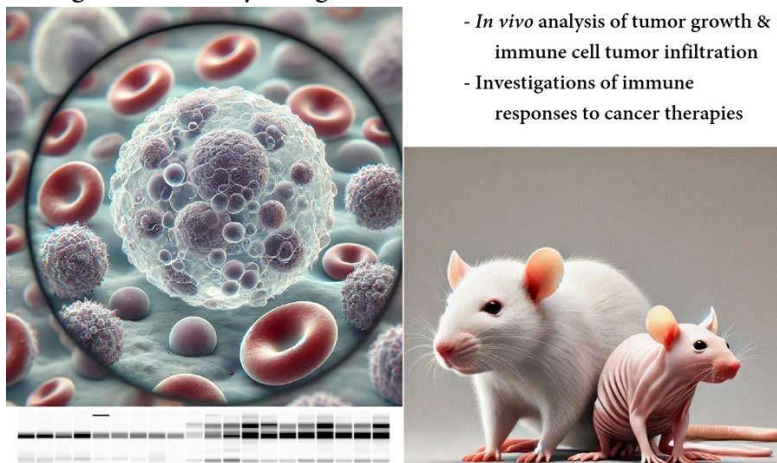 - In vivo analysis of tumor growth &
immune cell tumor infiltration
- Investigations of immune
responses to cancer therapies